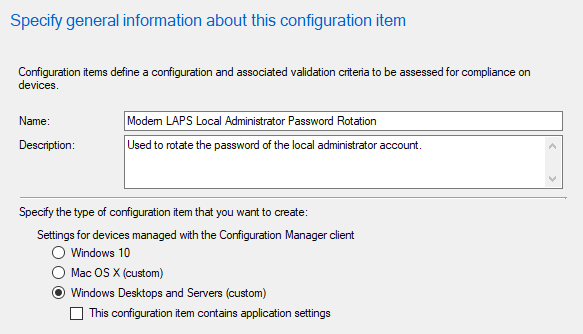 Specify general information about this configuration item
Configuration items define a configuration and associated validation criteria to be assessed for compliance on
devices.
Name:
Modern LAPS Local Administrator Password Rotation
Description:
Used to rotate the password of the local administrator account.
Specify the type of configuration item that you want to create:
Settings for devices managed with the Configuration Manager client
Windows 10
Mac OS X (custom)
Windows Desktops and Servers (custom)
This configuration item contains application settings